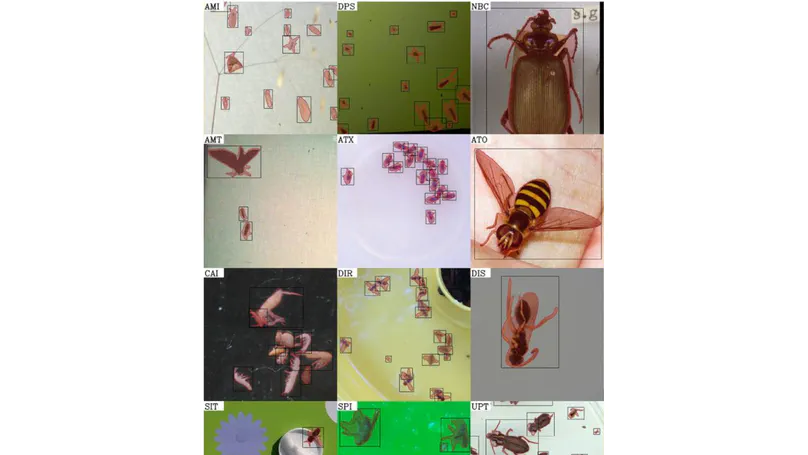 AMI
DPS
NBC
AMT
ATX
ATO
CAI
DIR
DIS
SIT
SPI
UPT